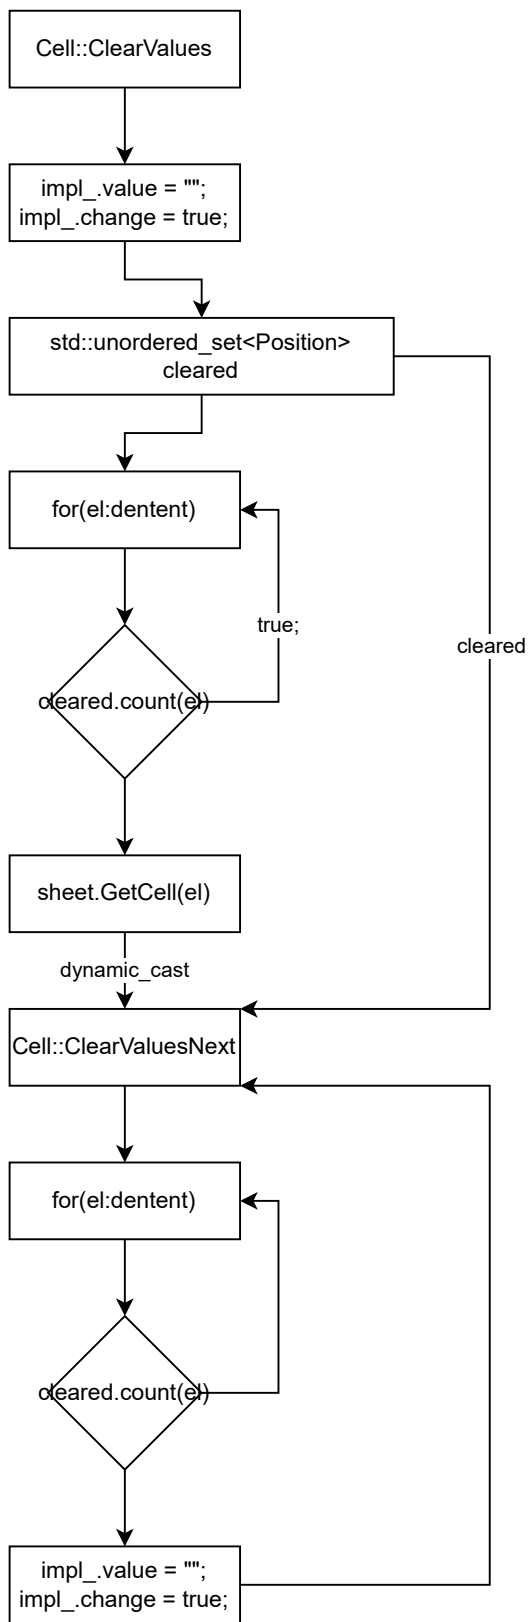 Cell::ClearValues
impl_.value = "";
impl_.change = true;
std::unordered_set<Position>
cleared
for(el:dentent)
true;
cleared
cleared.count(el)
sheet.GetCell(el)
dynamic_cast
Cell::ClearValuesNext
for(el:dentent)
cleared.count(el)
impl_.value = "";
impl_.change = true;